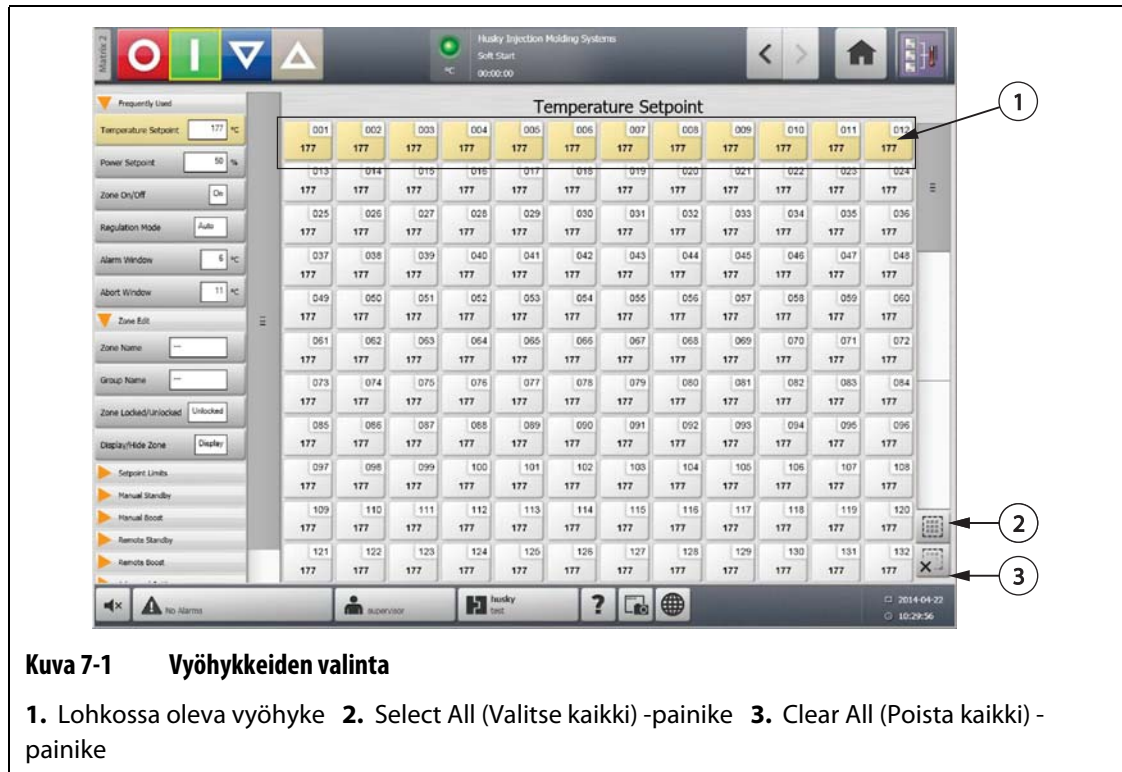 Matrix 2
Husky Injection Molding Systems
Soft Start
°C 00:00:00
Frequently Used
Temperature Setpoint 177 °C
Power Setpoint 50 %
Zone On/Off On
Regulation Mode Auto
Alarm Window 6 °C
Abort Window 11 °C
Zone Edit
Zone Name ---
Group Name ---
Zone Locked/Unlocked Unlocked
Display/Hide Zone Display
Setpoint Limits
Manual Standby
Manual Boost
Remote Standby
Remote Boost
Temperature Setpoint
001 002 003 004 005 006 007 008 009 010 011 012
177 177 177 177 177 177 177 177 177 177 177 177
013 014 015 016 017 018 019 020 021 022 023 024
177 177 177 177 177 177 177 177 177 177 177 177
025 026 027 028 029 030 031 032 033 034 035 036
177 177 177 177 177 177 177 177 177 177 177 177
037 038 039 040 041 042 043 044 045 046 047 048
177 177 177 177 177 177 177 177 177 177 177 177
049 050 051 052 053 054 055 056 057 058 059 060
177 177 177 177 177 177 177 177 177 177 177 177
061 062 063 064 065 066 067 068 069 070 071 072
177 177 177 177 177 177 177 177 177 177 177 177
073 074 075 076 077 078 079 080 081 082 083 084
177 177 177 177 177 177 177 177 177 177 177 177
085 086 087 088 089 090 091 092 093 094 095 096
177 177 177 177 177 177 177 177 177 177 177 177
097 098 099 100 101 102 103 104 105 106 107 108
177 177 177 177 177 177 177 177 177 177 177 177
109 110 111 112 113 114 115 116 117 118 119 120
177 177 177 177 177 177 177 177 177 177 177 177
121 122 123 124 125 126 127 128 129 130 131 132
177 177 177 177 177 177 177 177 177 177 177 177
1
2
3
No Alarms
supervisor
husky
test
?
2014-04-22
10:29:56
Kuva 7-1 Vyöhykkeiden valinta
1. Lohkossa oleva vyöhyke 2. Select All (Valitse kaikki) -painike 3. Clear All (Poista kaikki) -
painike